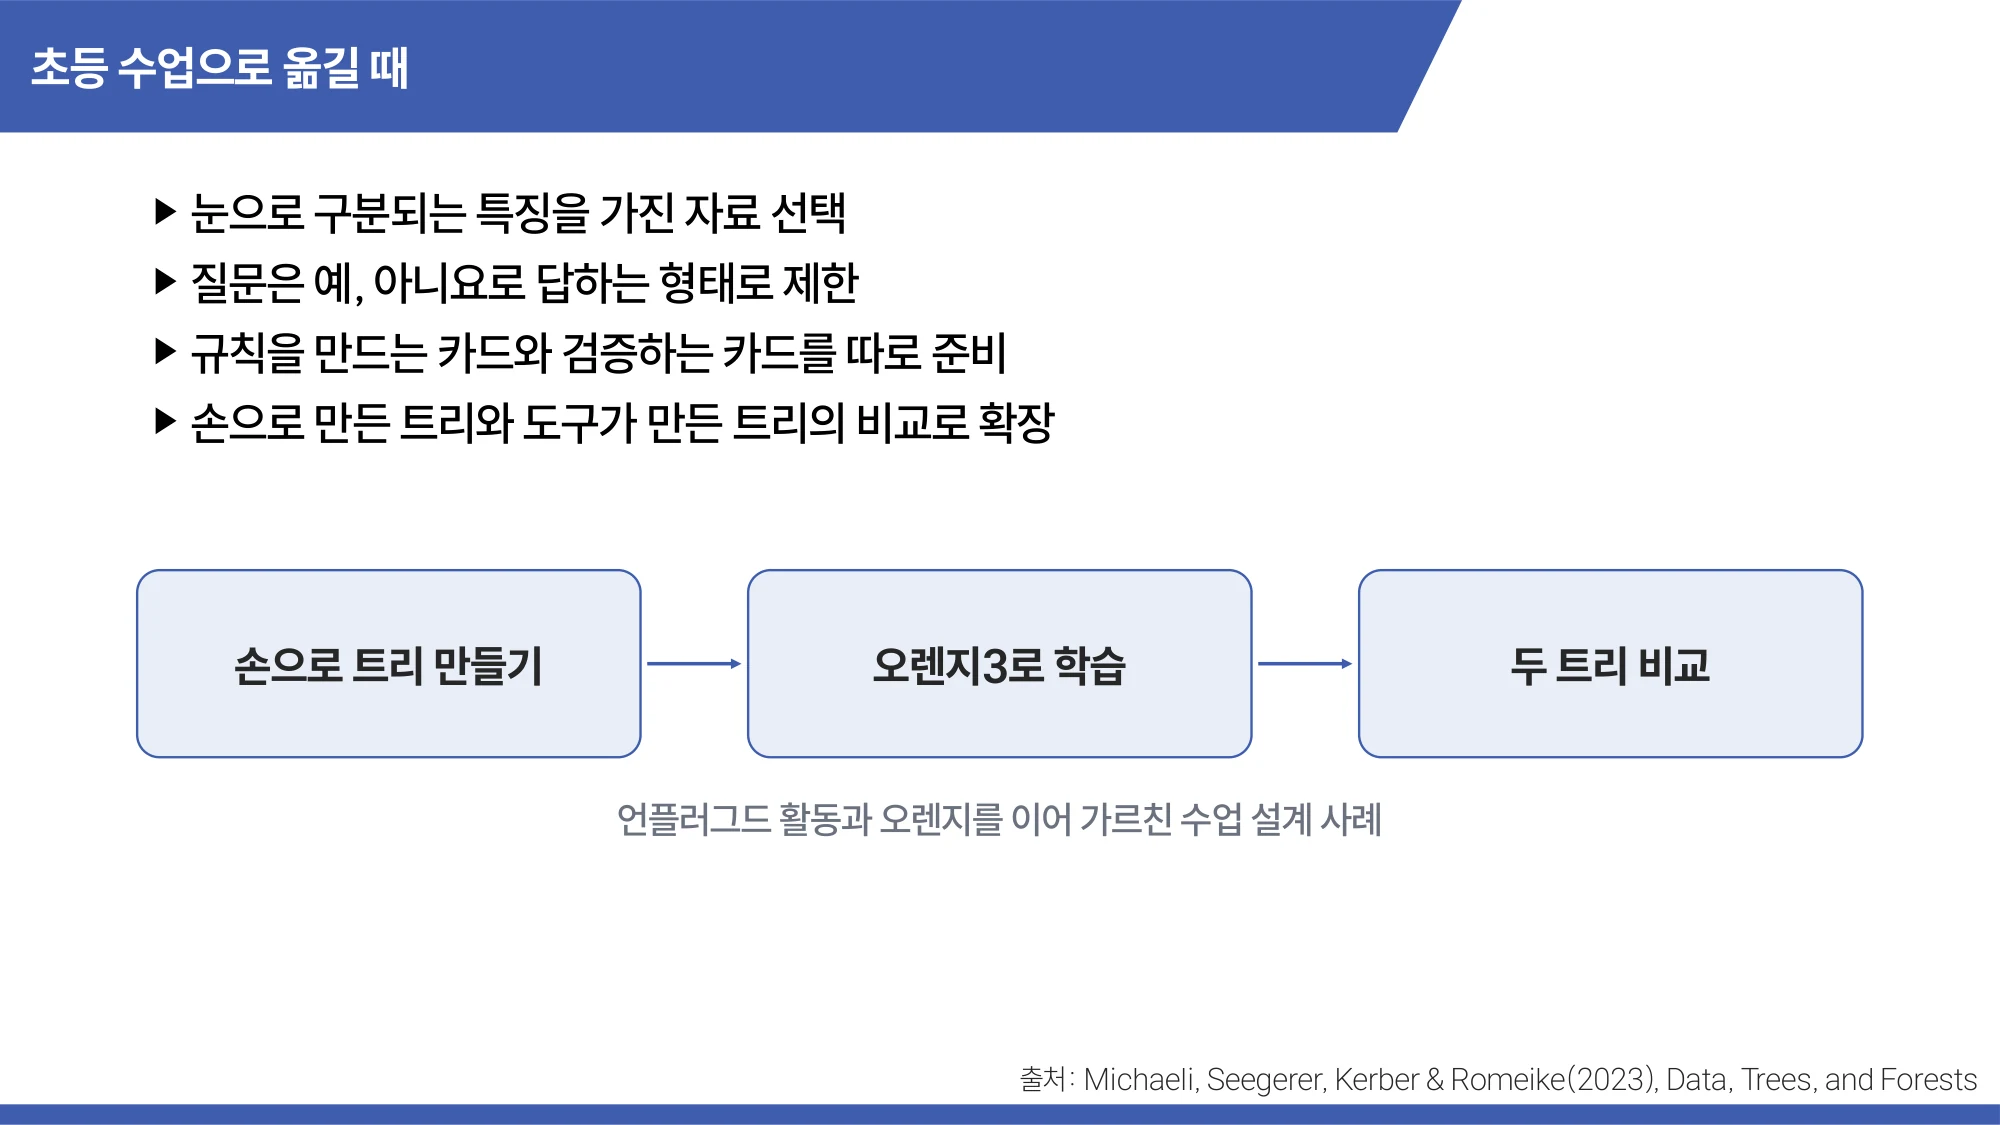 초등 수업으로 옮길 때
▶ 눈으로 구분되는 특징을 가진 자료 선택
▶ 질문은 예, 아니요로 답하는 형태로 제한
▶ 규칙을 만드는 카드와 검증하는 카드를 따로 준비
▶ 손으로 만든 트리와 도구가 만든 트리의 비교로 확장
손으로 트리 만들기
오렌지3로 학습
두 트리 비교
언플러그드 활동과 오렌지를 이어 가르친 수업 설계 사례
출처: Michaeli, Seegerer, Kerber & Romeike(2023), Data, Trees, and Forests